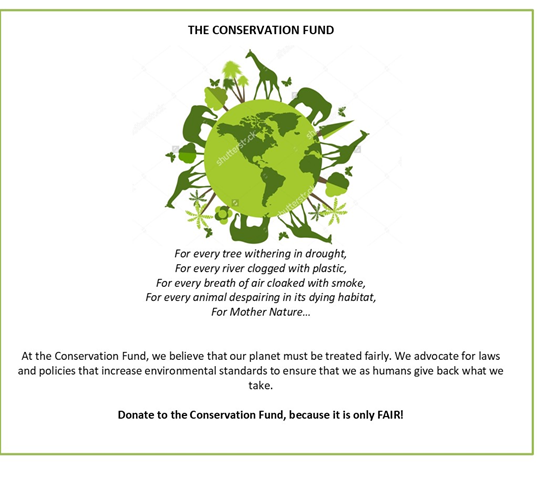 THE CONSERVATION FUND
shutterstock
shutterstock
For every tree withering in drought,
For every river clogged with plastic,
For every breath of air cloaked with smoke,
For every animal despairing in its dying habitat,
For Mother Nature…
At the Conservation Fund, we believe that our planet must be treated fairly. We advocate for laws
and policies that increase environmental standards to ensure that we as humans give back what we
take.
Donate to the Conservation Fund, because it is only FAIR!